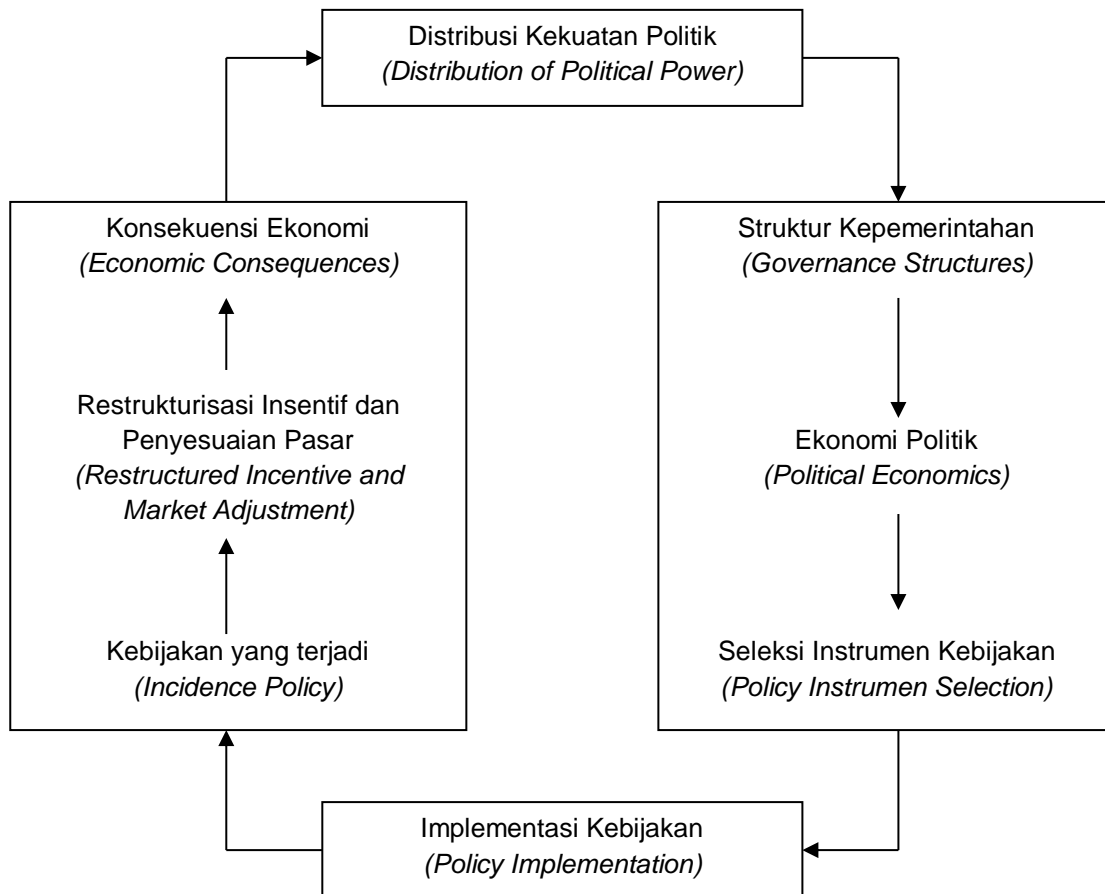 Distribusi Kekuatan Politik
(Distribution of Political Power)
Konsekuensi Ekonomi
(Economic Consequences)
Restrukturisasi Insentif dan
Penyesuaian Pasar
(Restructured Incentive and
Market Adjustment)
Kebijakan yang terjadi
(Incidence Policy)
Struktur Kepemerintahan
(Governance Structures)
Ekonomi Politik
(Political Economics)
Seleksi Instrumen Kebijakan
(Policy Instrumen Selection)
Implementasi Kebijakan
(Policy Implementation)